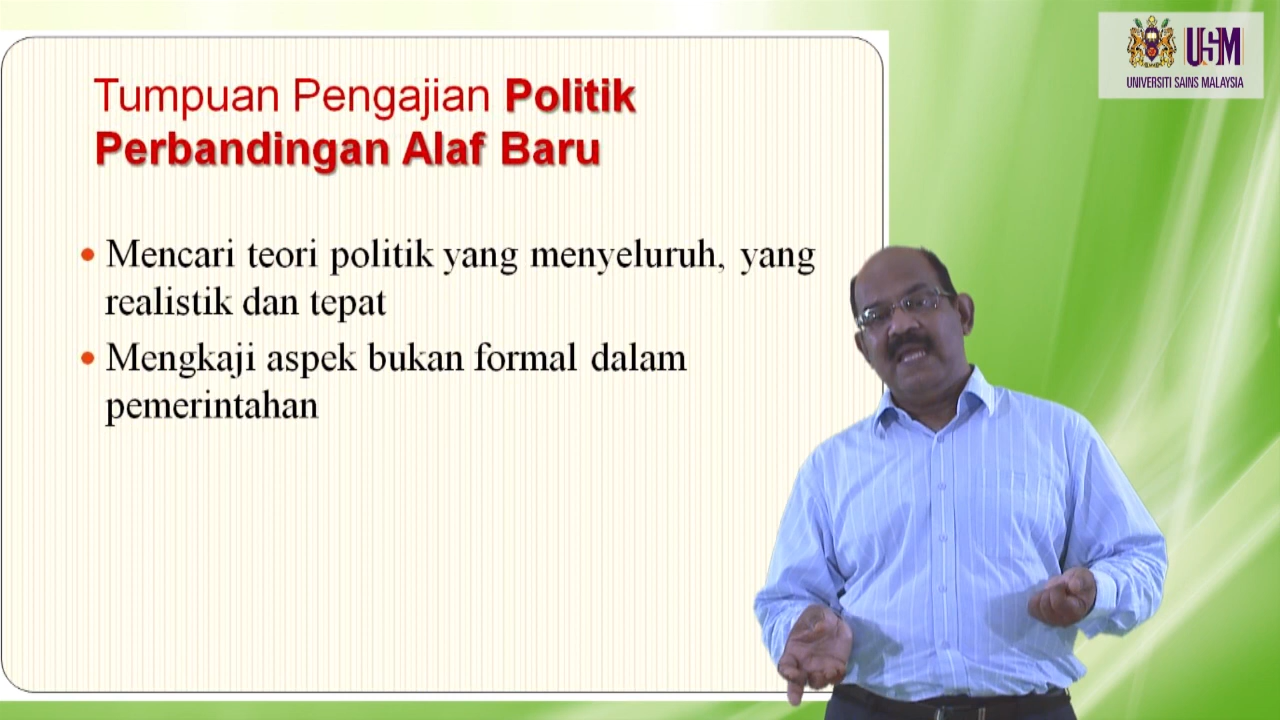 Tumpuan Pengajian Politik
Perbandingan Alaf Baru
Mencari teori politik yang menyeluruh, yang
realistik dan tepat
Mengkaji aspek bukan formal dalam
pemerintahan
USM
UNIVERSITI SAINS MALAYSIA